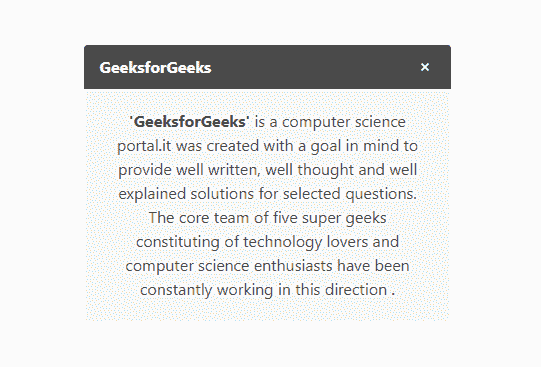 GeeksforGeeks ×
'GeeksforGeeks' is a computer science
portal.it was created with a goal in mind to
provide well written, well thought and well
explained solutions for selected questions.
The core team of five super geeks
constituting of technology lovers and
computer science enthusiasts have been
constantly working in this direction .